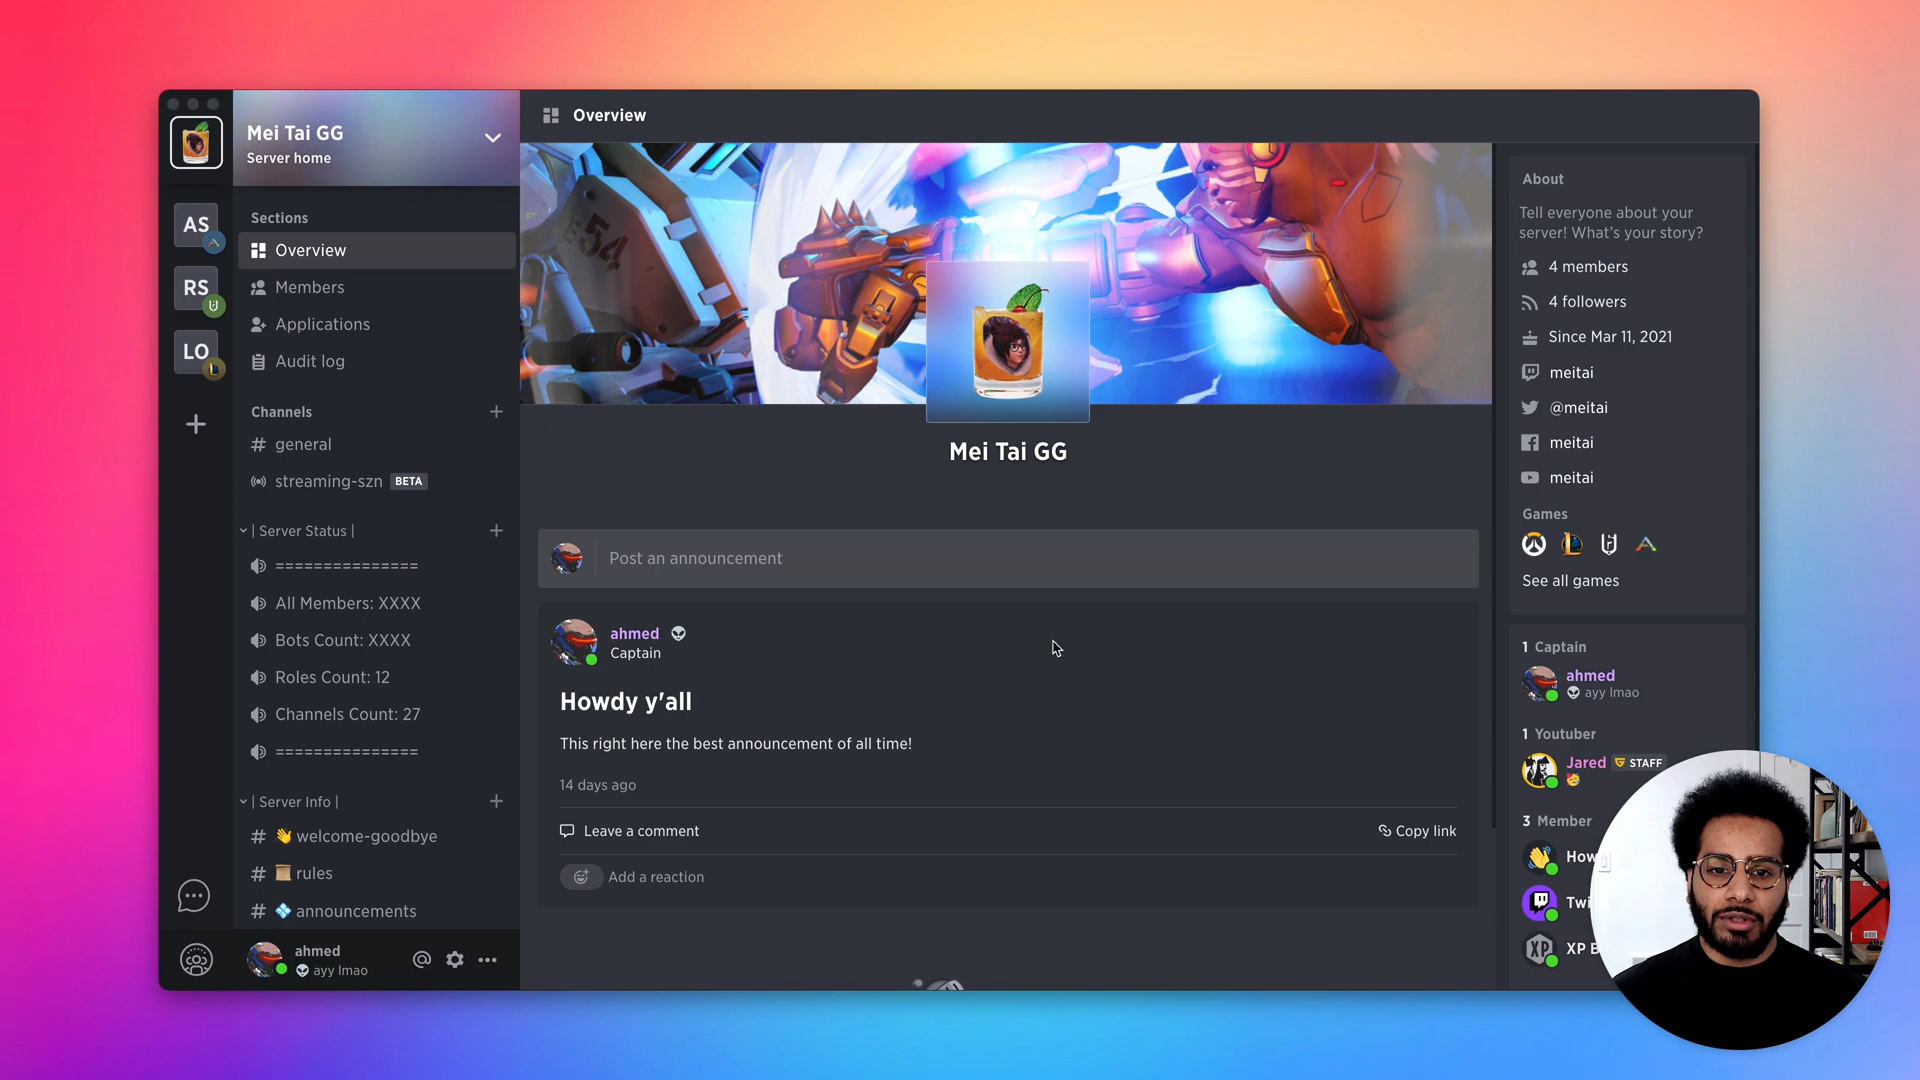 Mei Tai GG
Server home
AS
RS
LO
Sections
Overview
Members
Applications
Audit log
Channels
general
streaming-szn BETA
| Server Status |
===============
All Members: XXXX
Bots Count: XXXX
Roles Count: 12
Channels Count: 27
===============
| Server Info |
# 👋 welcome-goodbye
# 📜 rules
# 💠 announcements
ahmed
👽 ayy lmao
Overview
54
Mei Tai GG
Post an announcement
ahmed 👽
Captain
Howdy y'all
This right here the best announcement of all time!
14 days ago
Leave a comment
Copy link
Add a reaction
About
Tell everyone about your
server! What's your story?
4 members
4 followers
Since Mar 11, 2021
meitai
@meitai
meitai
meitai
Games
See all games
1 Captain
ahmed
👽 ayy lmao
1 Youtuber
Jared STAFF
🥳
3 Member
How
Twi
XP XP B